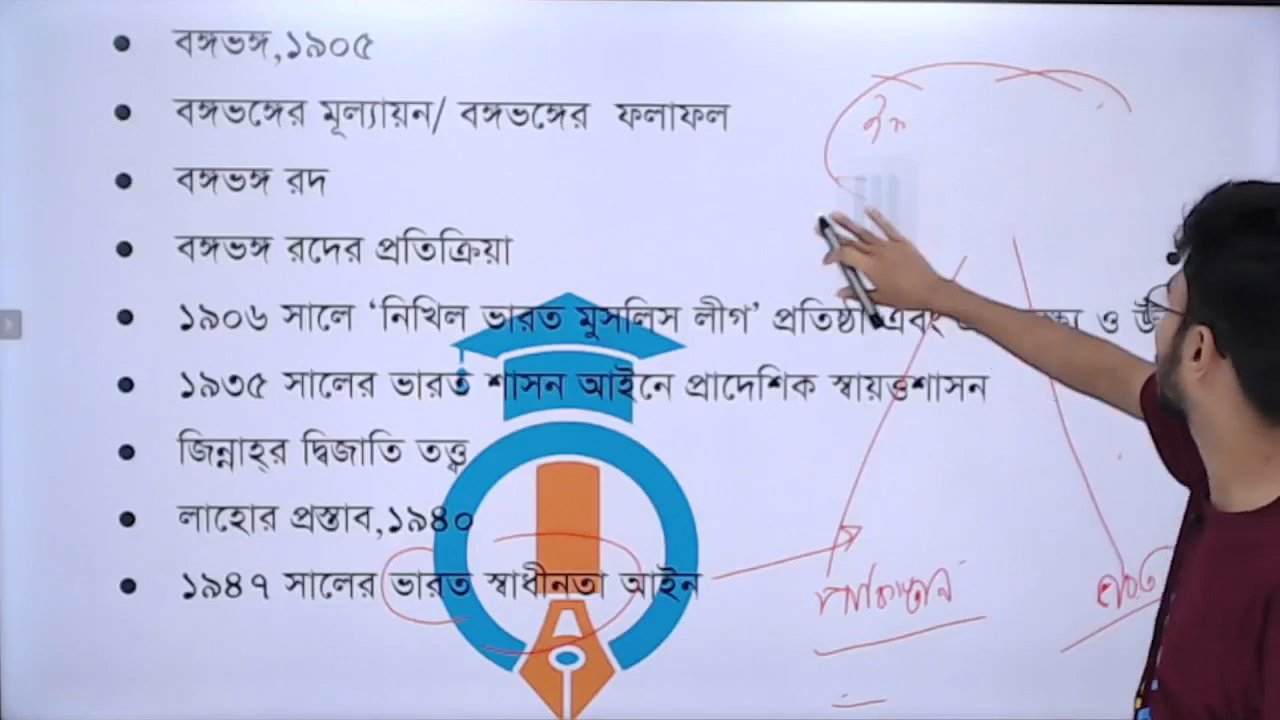 বঙ্গভঙ্গ,১৯০৫
বঙ্গভঙ্গের মূল্যায়ন/ বঙ্গভঙ্গের ফলাফল
বঙ্গভঙ্গ রদ
বঙ্গভঙ্গ রদের প্রতিক্রিয়া
১৯০৬ সালে ‘নিখিল ভারত মুসলিস লীগ’ প্রতিষ্ঠা এবং ও
১৯৩৫ সালের ভারত শাসন আইনে প্রাদেশিক স্বায়ত্তশাসন
জিন্নাহ্‌র দ্বিজাতি তত্ত্ব
লাহোর প্রস্তাব,১৯৪০
১৯৪৭ সালের ভারত স্বাধীনতা আইন
পাকিস্তান